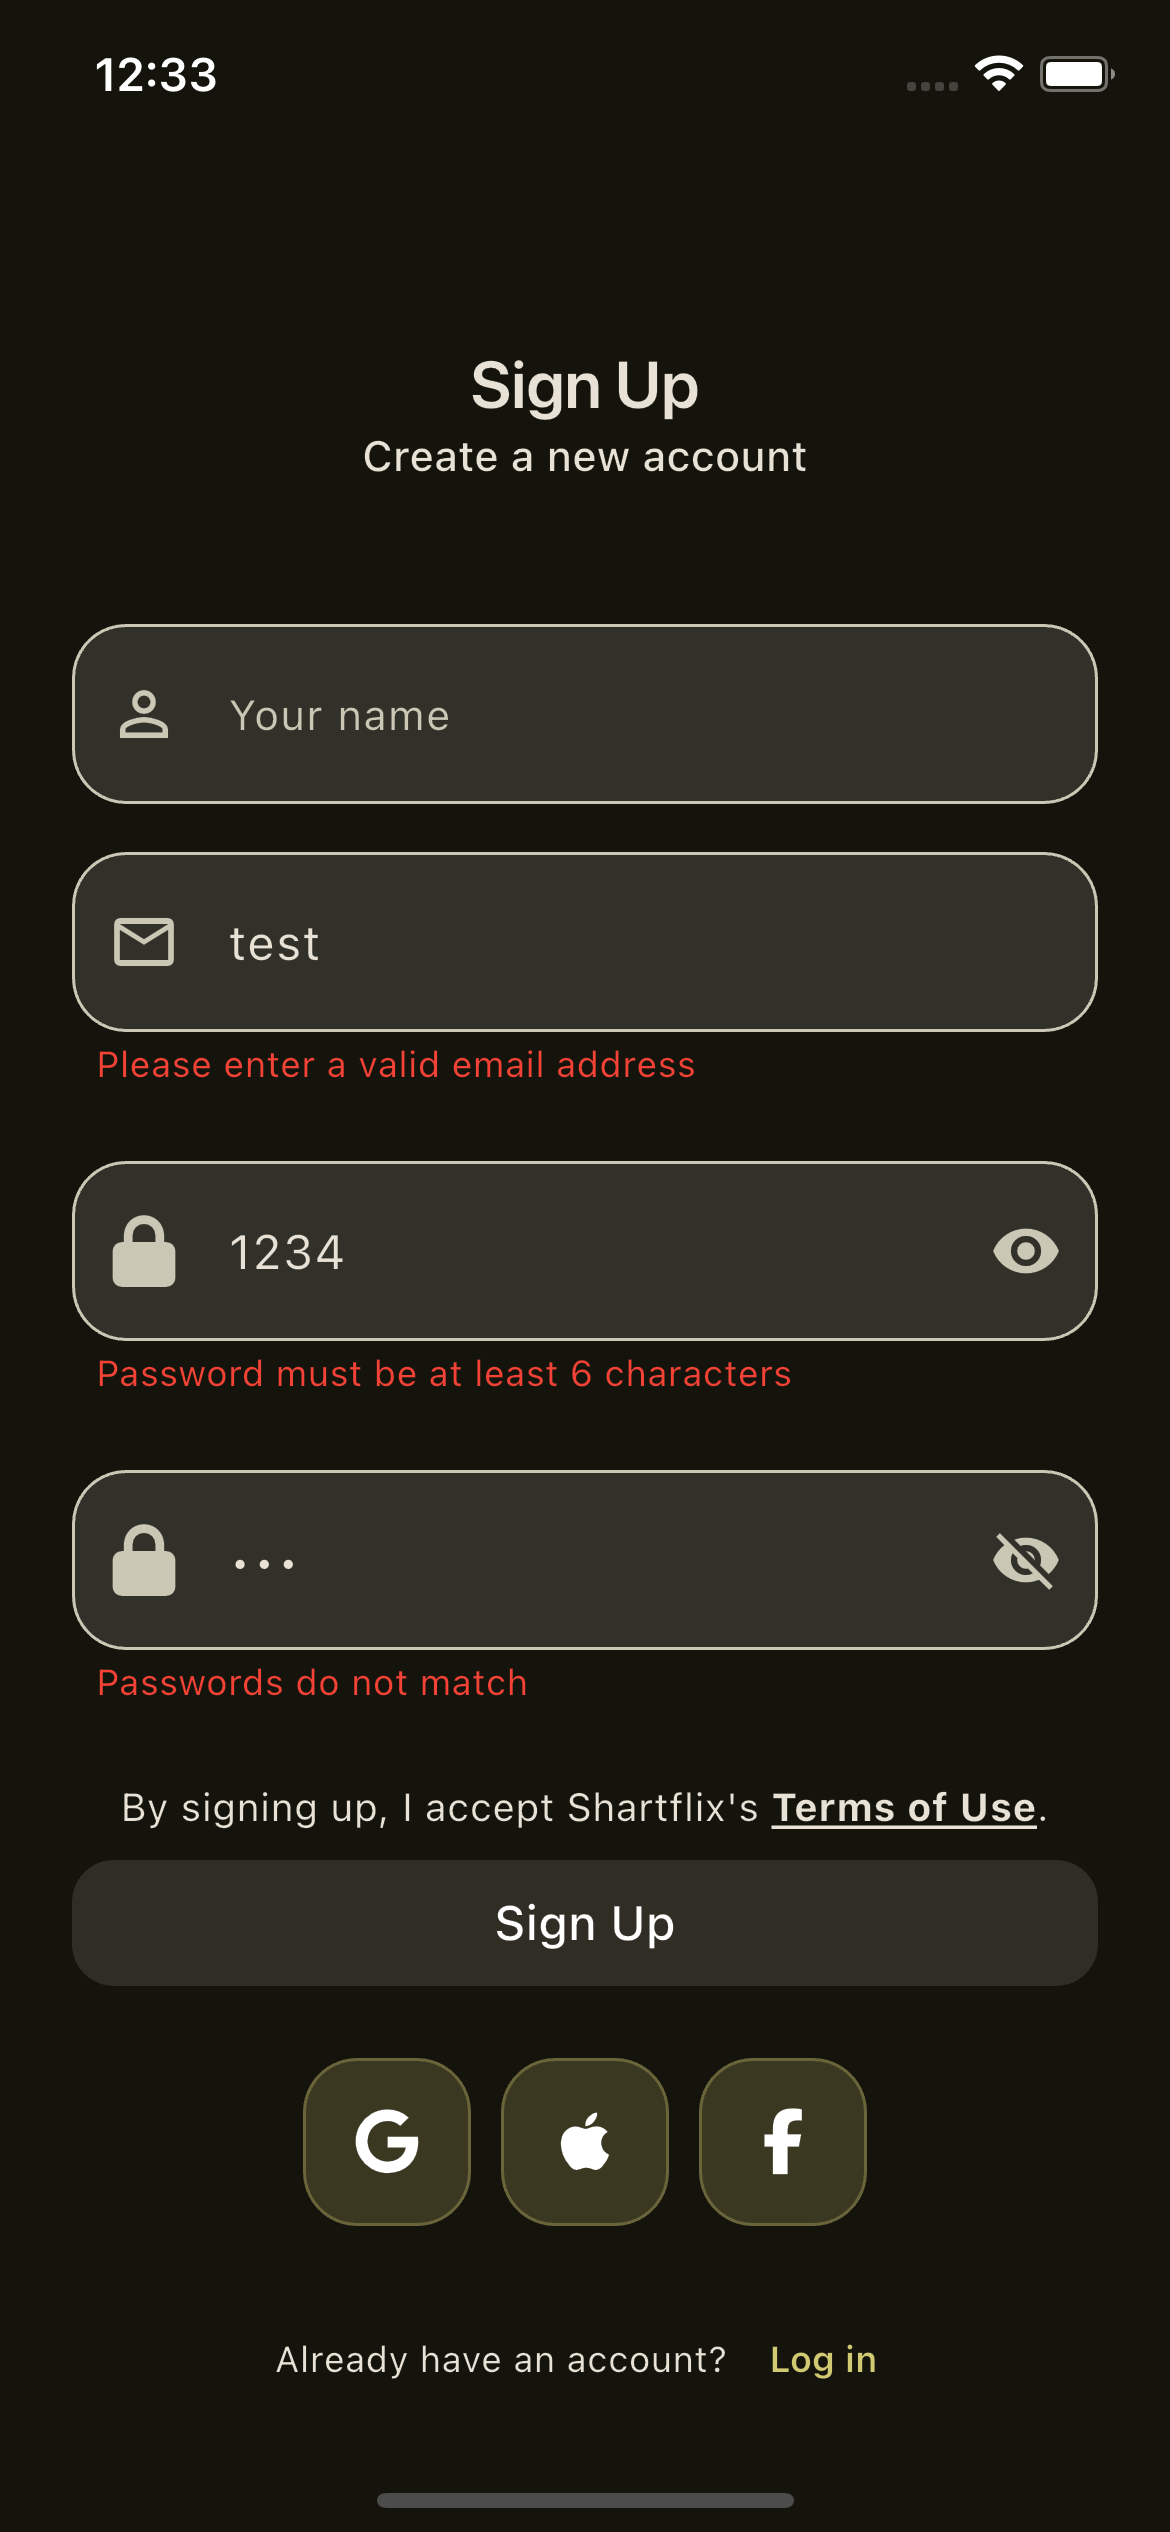 12:33
Sign Up
Create a new account
Your name
test
Please enter a valid email address
1234
Password must be at least 6 characters
•••
Passwords do not match
By signing up, I accept Shartflix's Terms of Use.
Sign Up
Already have an account? Log in